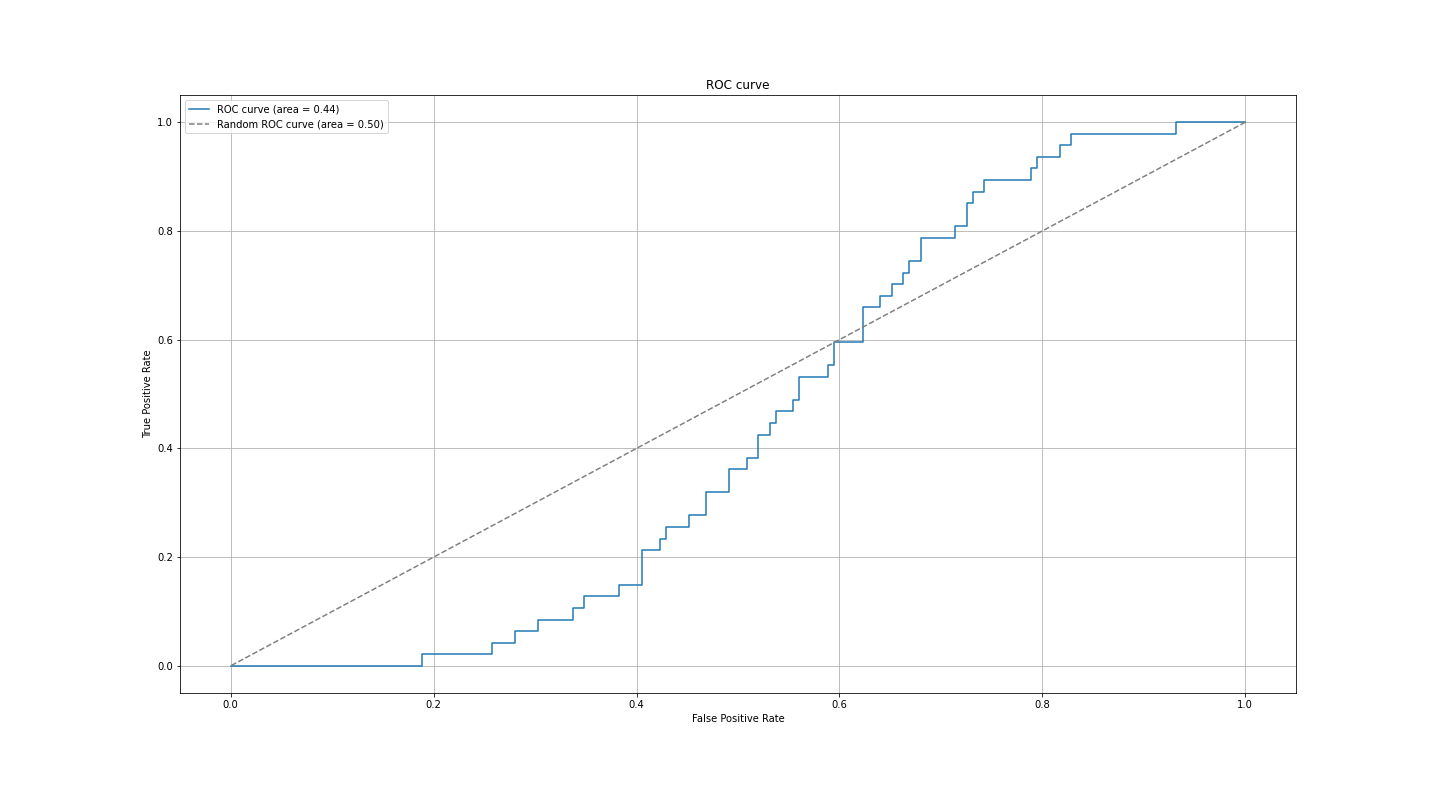 ROC curve
ROC curve (area = 0.44)
Random ROC curve (area = 0.50)
1.0
0.8
0.6
0.4
0.2
0.0
True Positive Rate
0.0 0.2 0.4 0.6 0.8 1.0
False Positive Rate